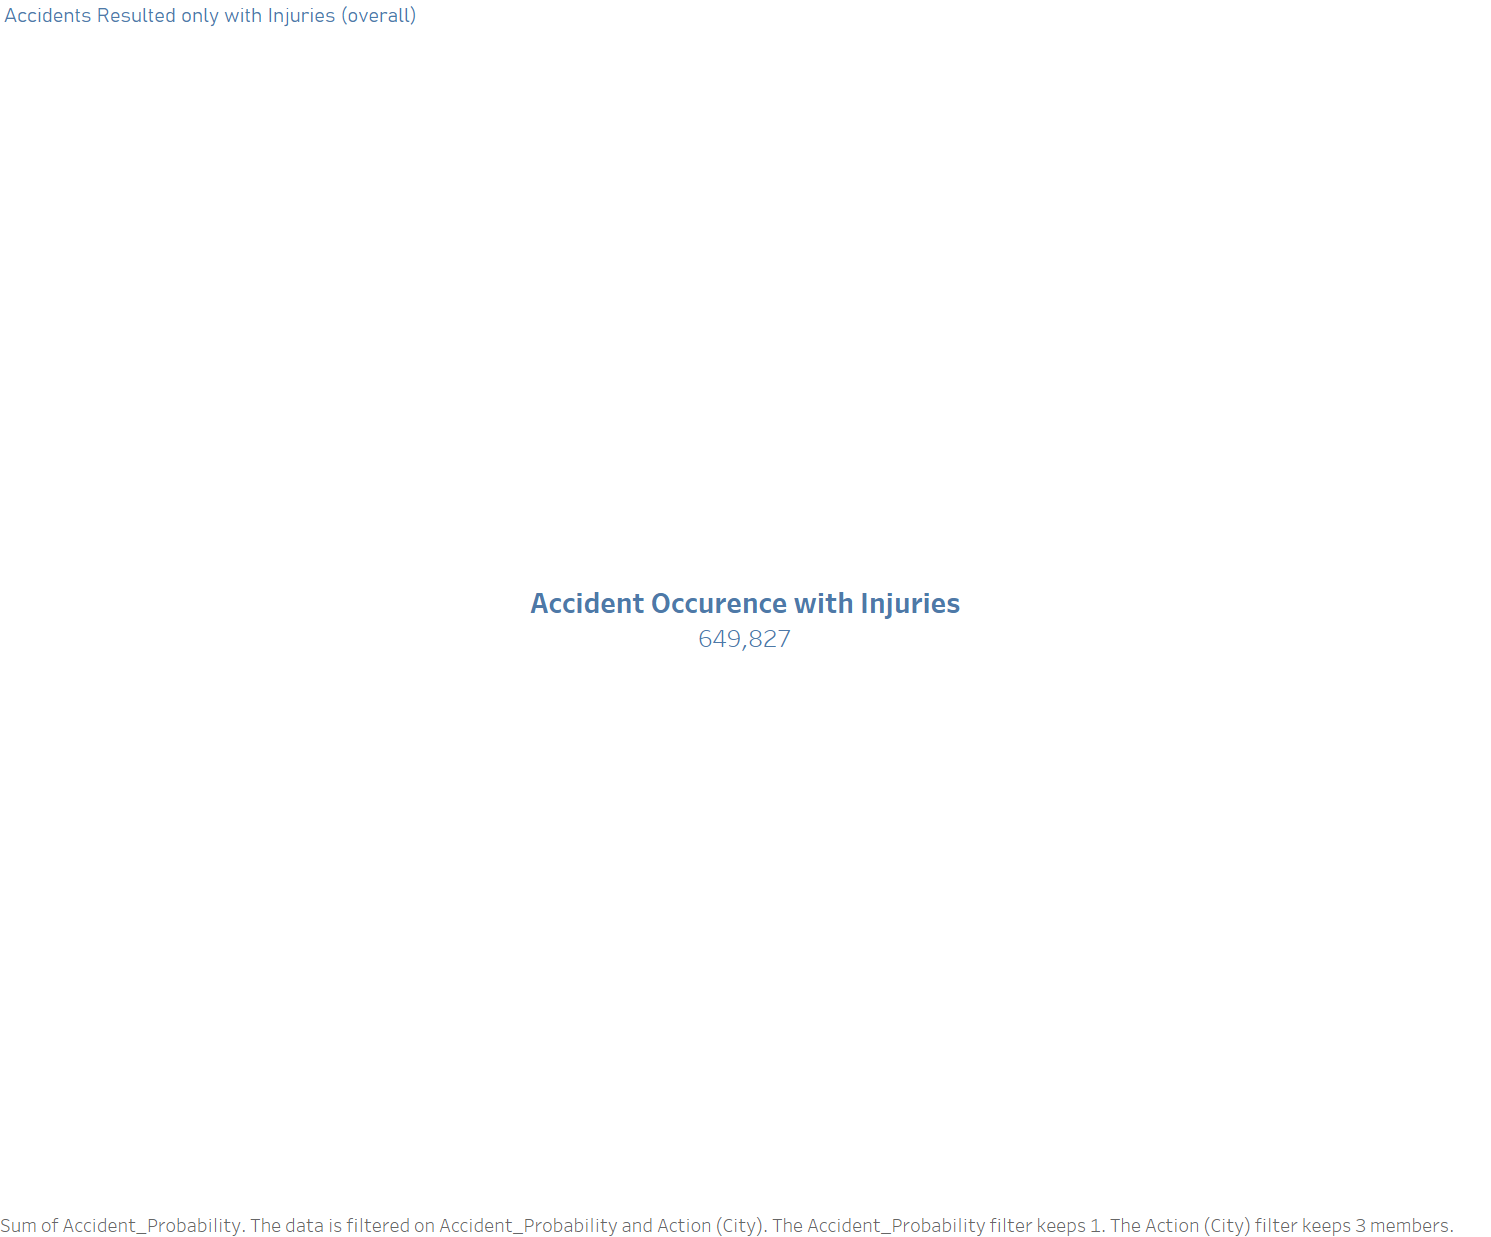 Accidents Resulted only with Injuries (overall)
Accident Occurence with Injuries
649,827
Sum of Accident_Probability. The data is filtered on Accident_Probability and Action (City). The Accident_Probability filter keeps 1. The Action (City) filter keeps 3 members.